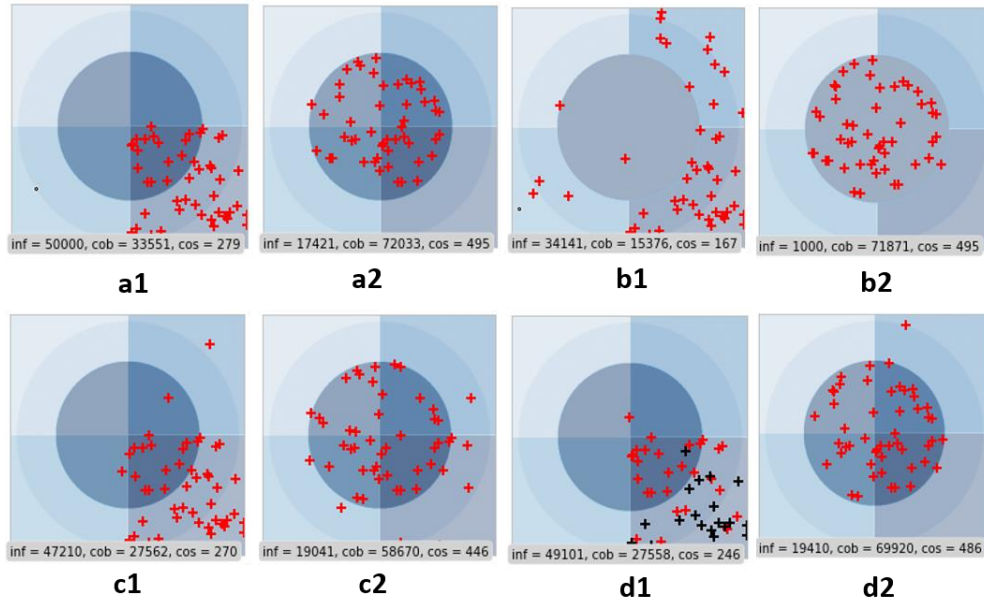 inf = 50000, cob = 33551, cos = 279
inf = 17421, cob = 72033, cos = 495
inf = 34141, cob = 15376, cos = 167
inf = 1000, cob = 71871, cos = 495
a1
a2
b1
b2
inf = 47210, cob = 27562, cos = 270
inf = 19041, cob = 58670, cos = 446
inf = 49101, cob = 27558, cos = 246
inf = 19410, cob = 69920, cos = 486
c1
c2
d1
d2